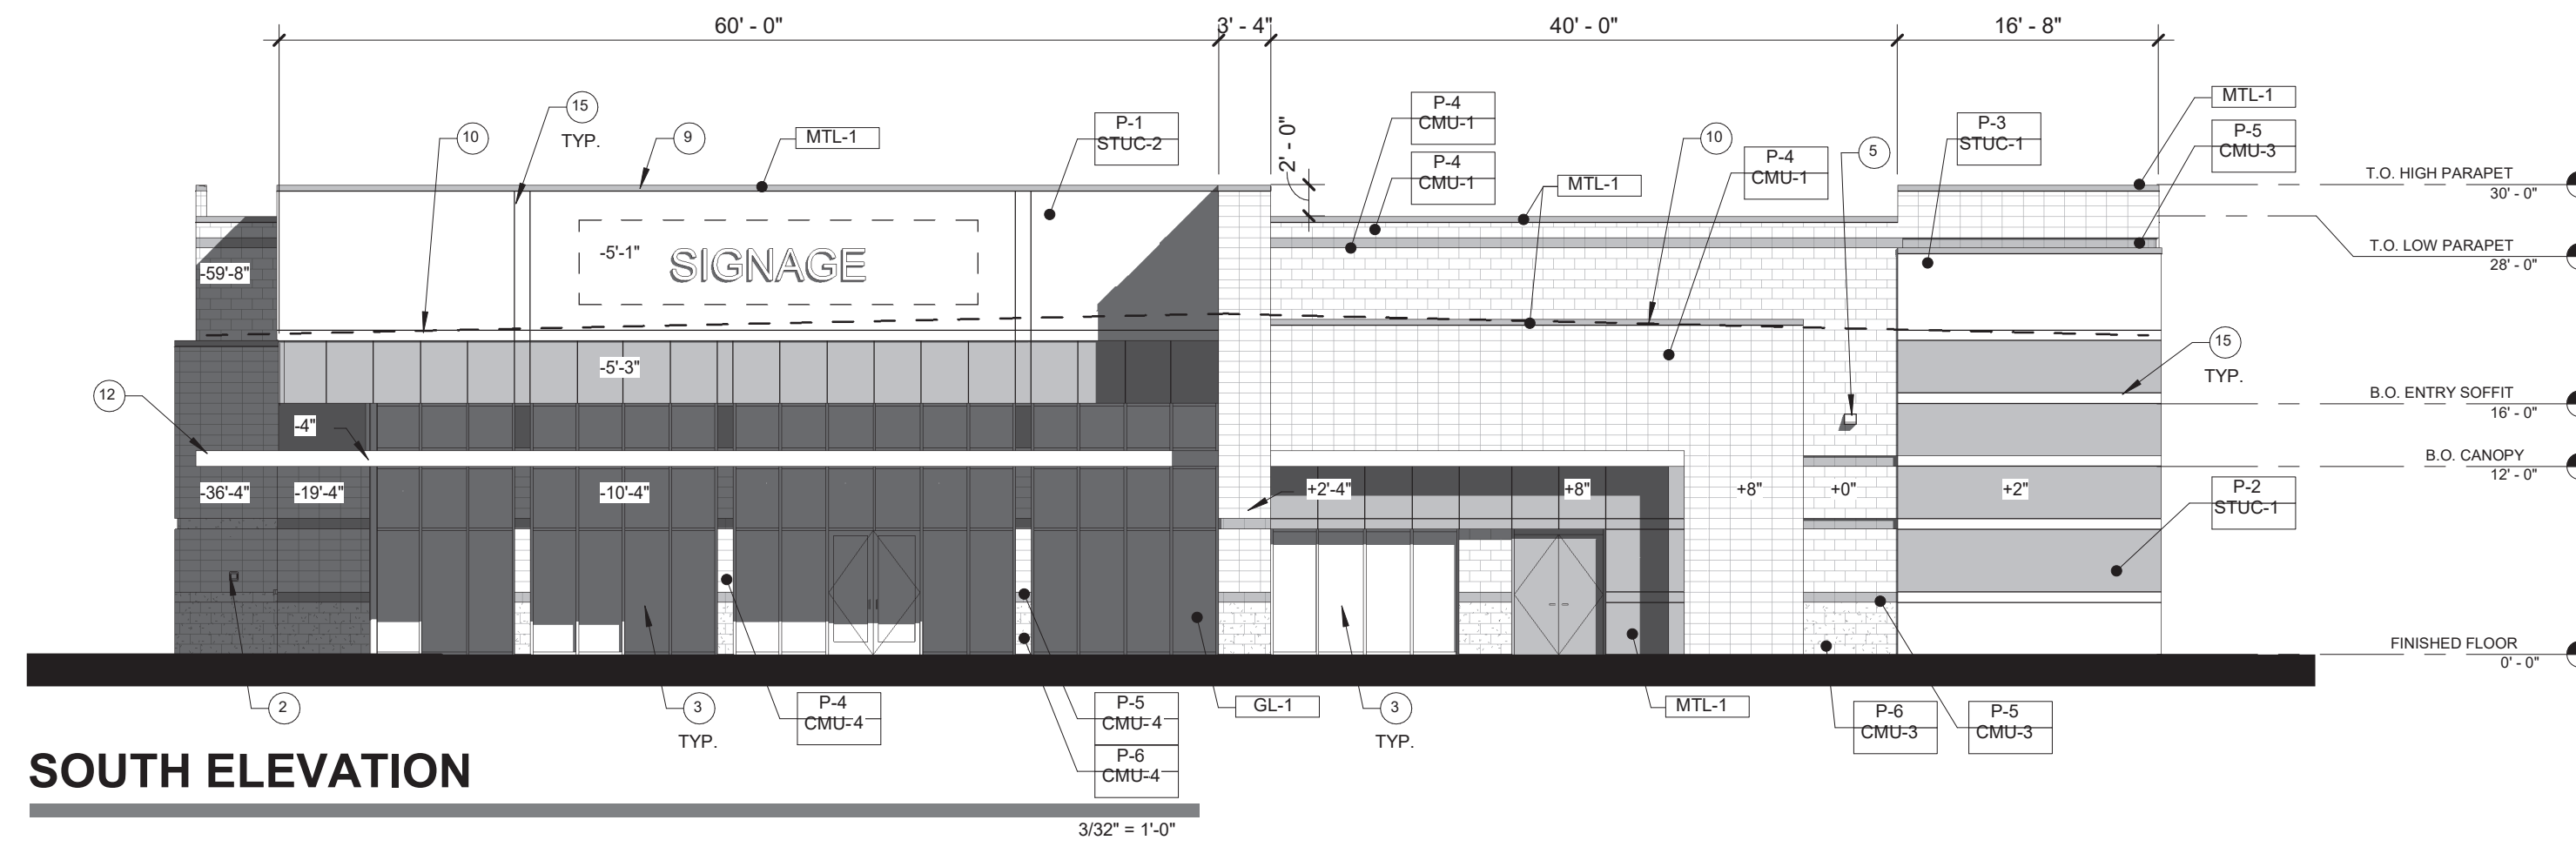 60' - 0"
3' - 4"
40' - 0"
16' - 8"
15
TYP.
10
9
MTL-1
P-1
STUC-2
2' - 0"
P-4
CMU-1
P-4
CMU-1
MTL-1
10
P-4
CMU-1
5
P-3
STUC-1
MTL-1
P-5
CMU-3
T.O. HIGH PARAPET
30' - 0"
T.O. LOW PARAPET
28' - 0"
-59'-8"
-5'-1"
SIGNAGE
-5'-3"
15
TYP.
12
-4"
B.O. ENTRY SOFFIT
16' - 0"
B.O. CANOPY
12' - 0"
-36'-4"
-19'-4"
-10'-4"
+2'-4"
+8"
+8"
+0"
+2"
P-2
STUC-1
FINISHED FLOOR
0' - 0"
2
3
TYP.
P-4
CMU-4
P-5
CMU-4
P-6
CMU-4
GL-1
3
TYP.
MTL-1
P-6
CMU-3
P-5
CMU-3
SOUTH ELEVATION
3/32" = 1'-0"